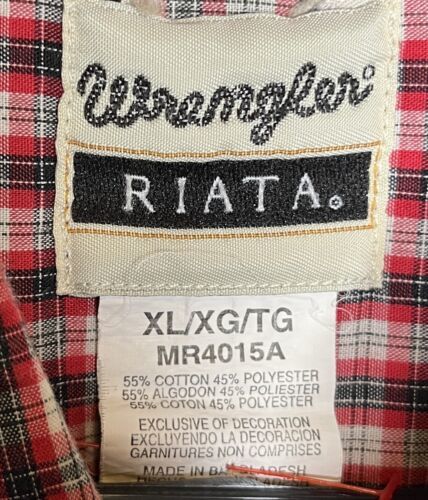 Wrangler®
RIATA®
XL/XG/TG
MR4015A
55% COTTON 45% POLYESTER
55% ALGODON 45% POLIESTER
55% COTON 45% POLYESTER
EXCLUSIVE OF DECORATION
EXCLUYENDO LA DECORACION
GARNITURES NON COMPRISES
MADE IN BANGLADESH